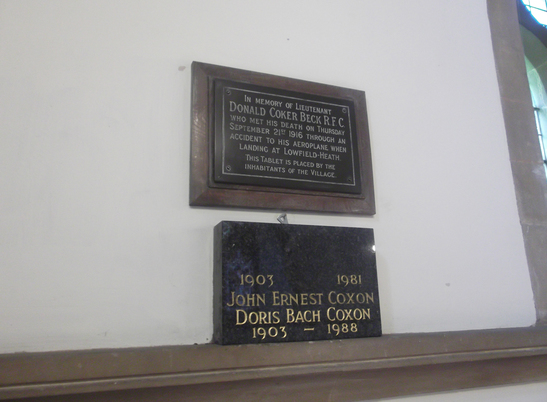 IN MEMORY OF LIEUTENANT
DONALD COKER BECK R.F.C
WHO MET HIS DEATH ON THURSDAY
SEPTEMBER 21ST 1916 THROUGH AN
ACCIDENT TO HIS AEROPLANE WHEN
LANDING AT LOWFIELD-HEATH.
THIS TABLET IS PLACED BY THE
INHABITANTS OF THE VILLAGE.
1903 1981
JOHN ERNEST COXON
DORIS BACH COXON
1903 — 1988